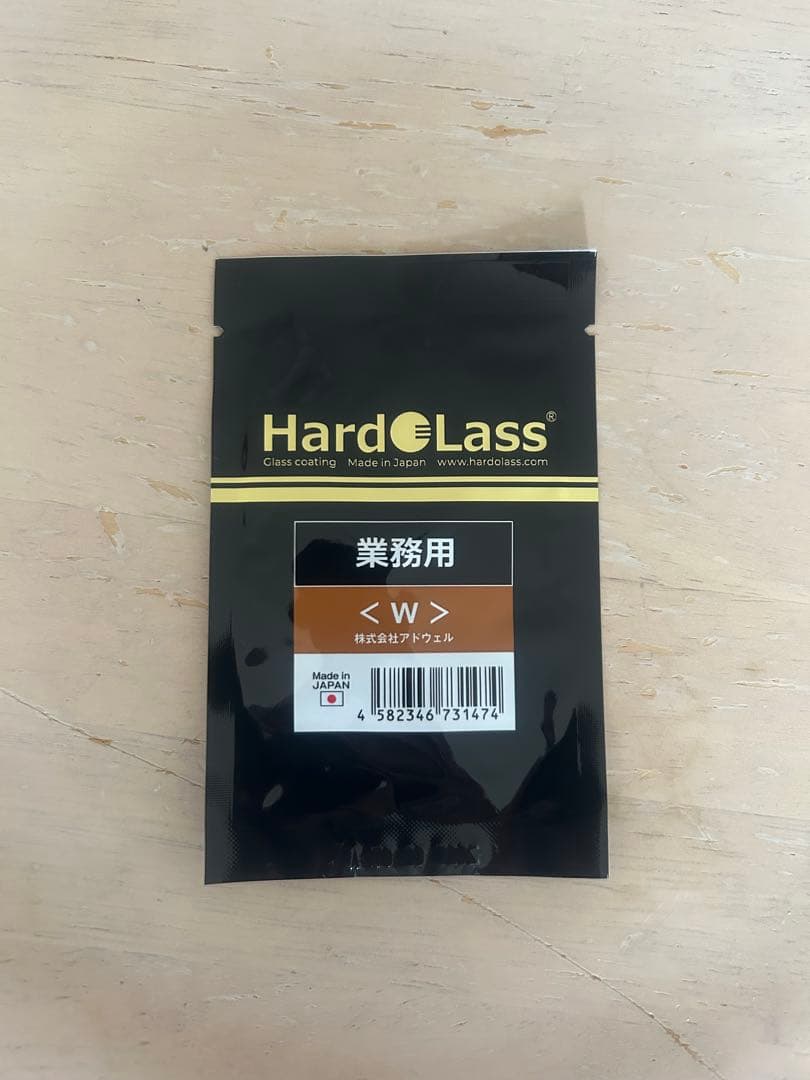 HardOLass®
Glass coating Made in Japan www.hardolass.com
業務用
＜W＞
株式会社アドウェル
Made in
JAPAN
4 582346 731474